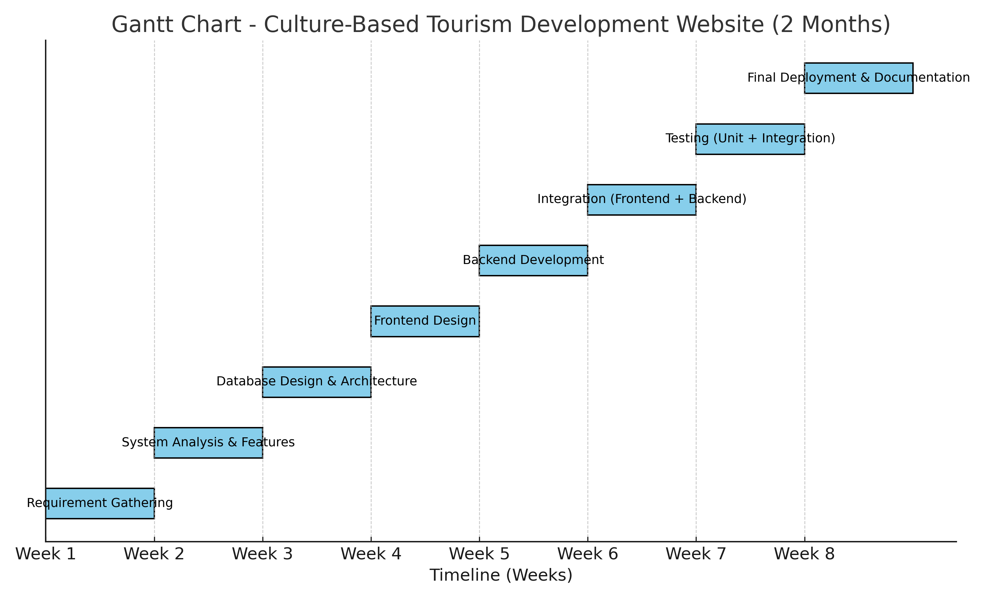 Gantt Chart - Culture-Based Tourism Development Website (2 Months)
Final Deployment & Documentation
Testing (Unit + Integration)
Integration (Frontend + Backend)
Backend Development
Frontend Design
Database Design & Architecture
System Analysis & Features
Requirement Gathering
Week 1 Week 2 Week 3 Week 4 Week 5 Week 6 Week 7 Week 8
Timeline (Weeks)